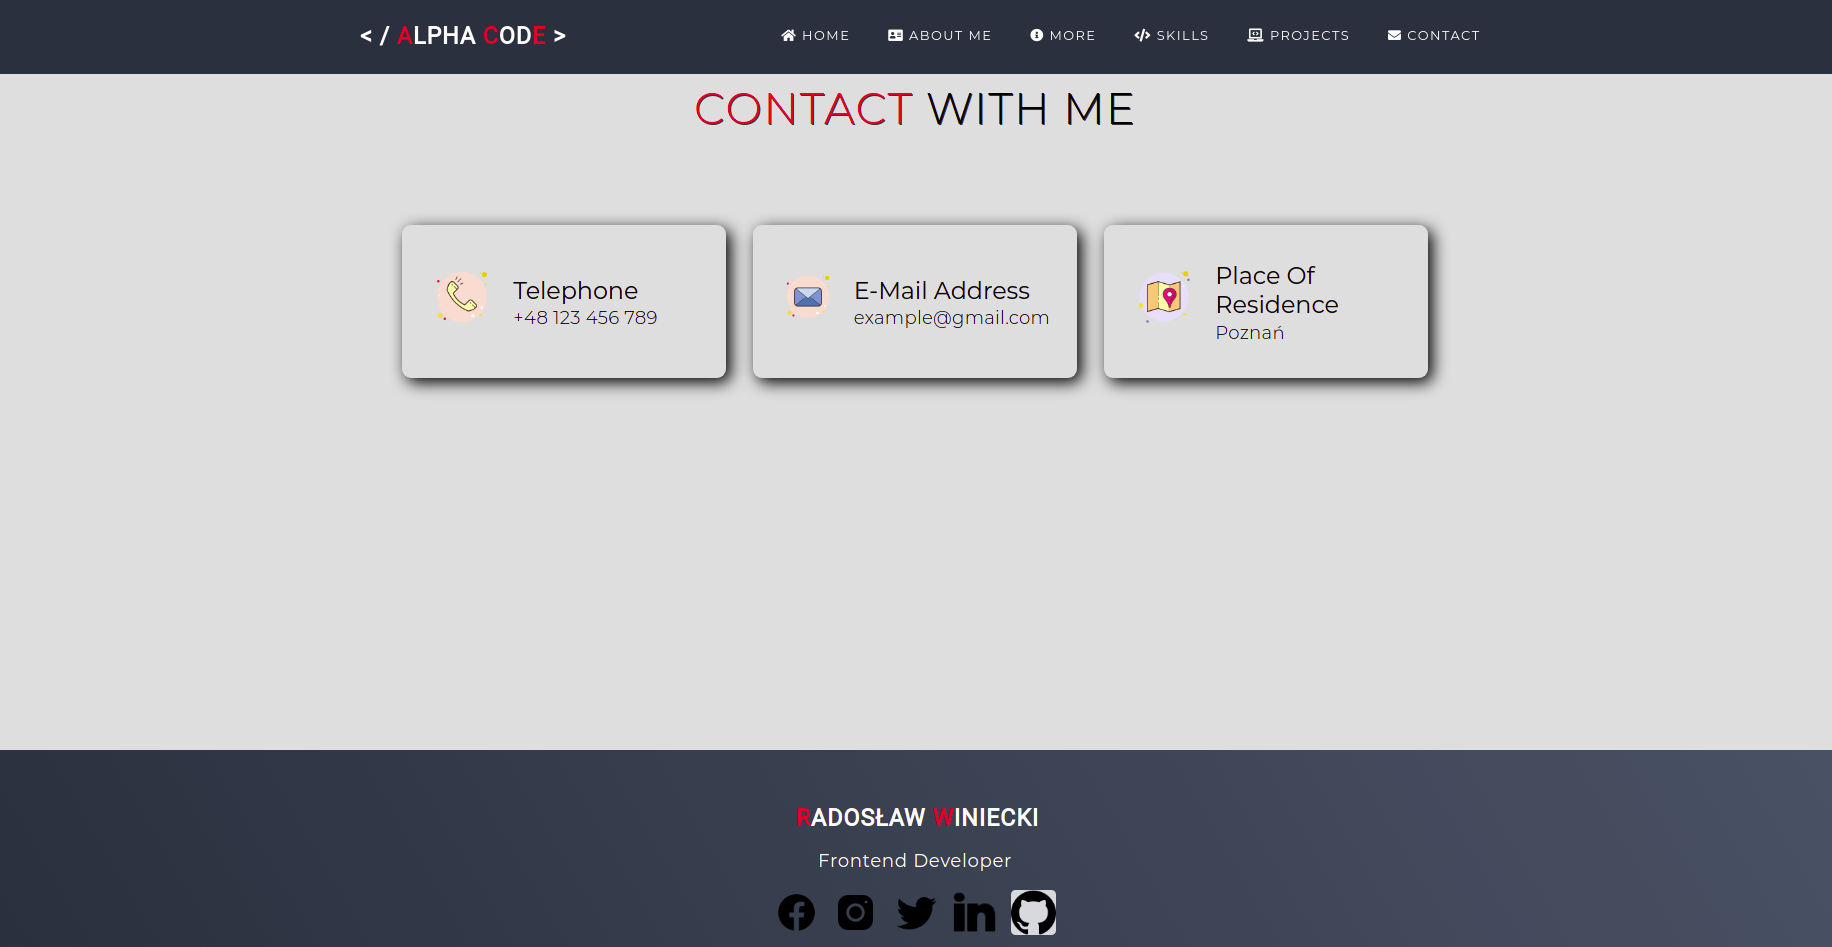 < / ALPHA CODE >
HOME ABOUT ME MORE SKILLS PROJECTS CONTACT
CONTACT WITH ME
Telephone
+48 123 456 789
E-Mail Address
example@gmail.com
Place Of
Residence
Poznań
RADOSŁAW WINIECKI
Frontend Developer